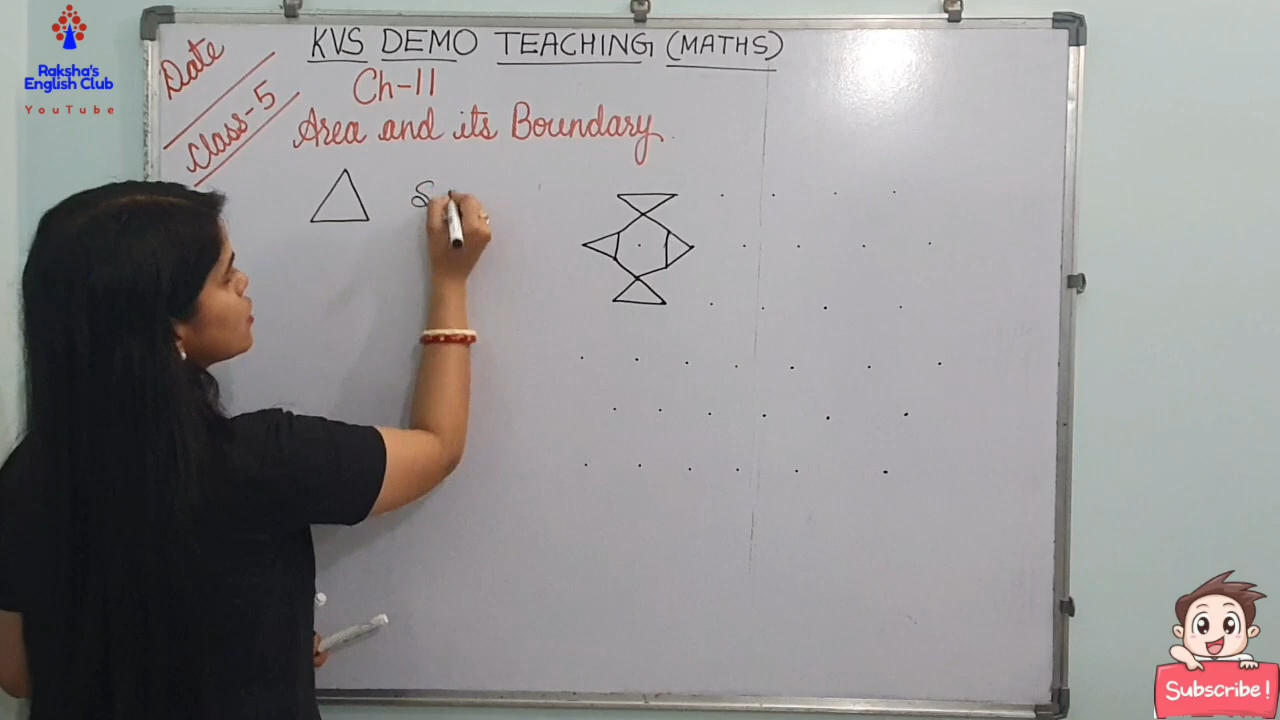 Raksha's
English Club
YouTube
KVS DEMO TEACHING (MATHS)
Date
Ch-11
Class-5
Area and its Boundary
S
Subscribe!